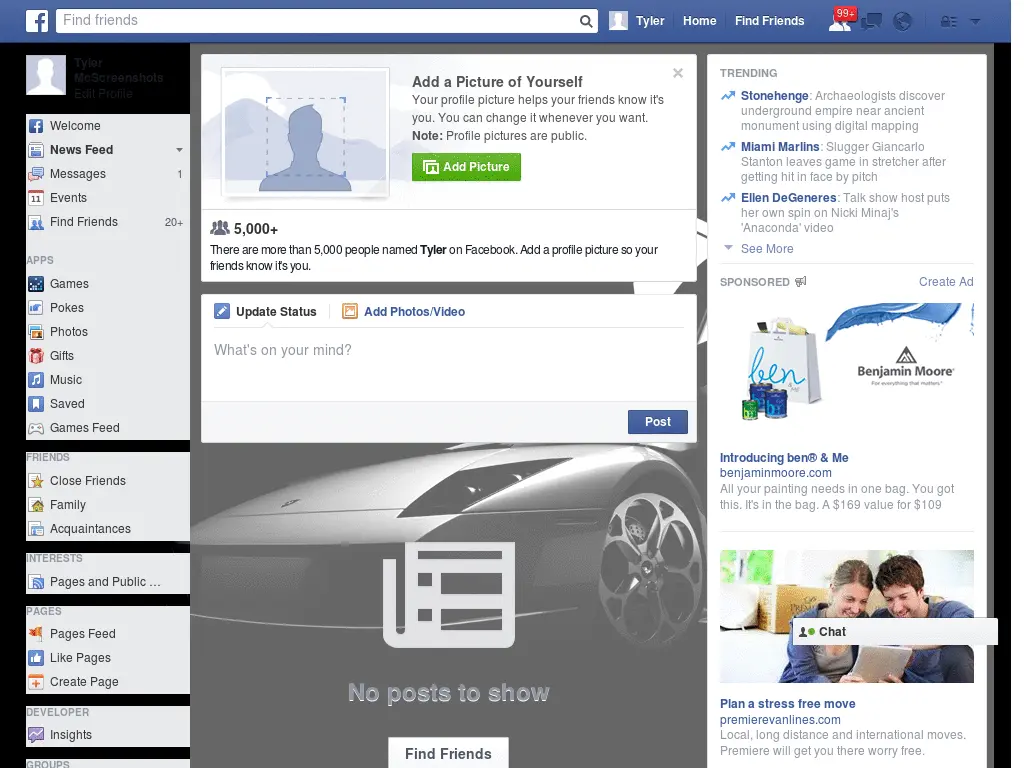 Find friends
Tyler
Home
Find Friends
99+
Tyler
McScreenshots
Edit Profile
Welcome
News Feed
Messages
1
Events
Find Friends
20+
APPS
Games
Pokes
Photos
Gifts
Music
Saved
Games Feed
FRIENDS
Close Friends
Family
Acquaintances
INTERESTS
Pages and Public ...
PAGES
Pages Feed
Like Pages
Create Page
DEVELOPER
Insights
GROUPS
Add a Picture of Yourself
Your profile picture helps your friends know it's
you. You can change it whenever you want.
Note: Profile pictures are public.
Add Picture
5,000+
There are more than 5,000 people named Tyler on Facebook. Add a profile picture so your
friends know it's you.
Update Status
Add Photos/Video
What's on your mind?
Post
No posts to show
Find Friends
TRENDING
Stonehenge: Archaeologists discover
underground empire near ancient
monument using digital mapping
Miami Marlins: Slugger Giancarlo
Stanton leaves game in stretcher after
getting hit in face by pitch
Ellen DeGeneres: Talk show host puts
her own spin on Nicki Minaj's
'Anaconda' video
See More
SPONSORED
Create Ad
ben
Benjamin Moore
For everything that matters.
Introducing ben® & Me
benjaminmoore.com
All your painting needs in one bag. You got
this. It's in the bag. A $169 value for $109
Chat
Plan a stress free move
premierevanlines.com
Local, long distance and international moves.
Premiere will get you there worry free.